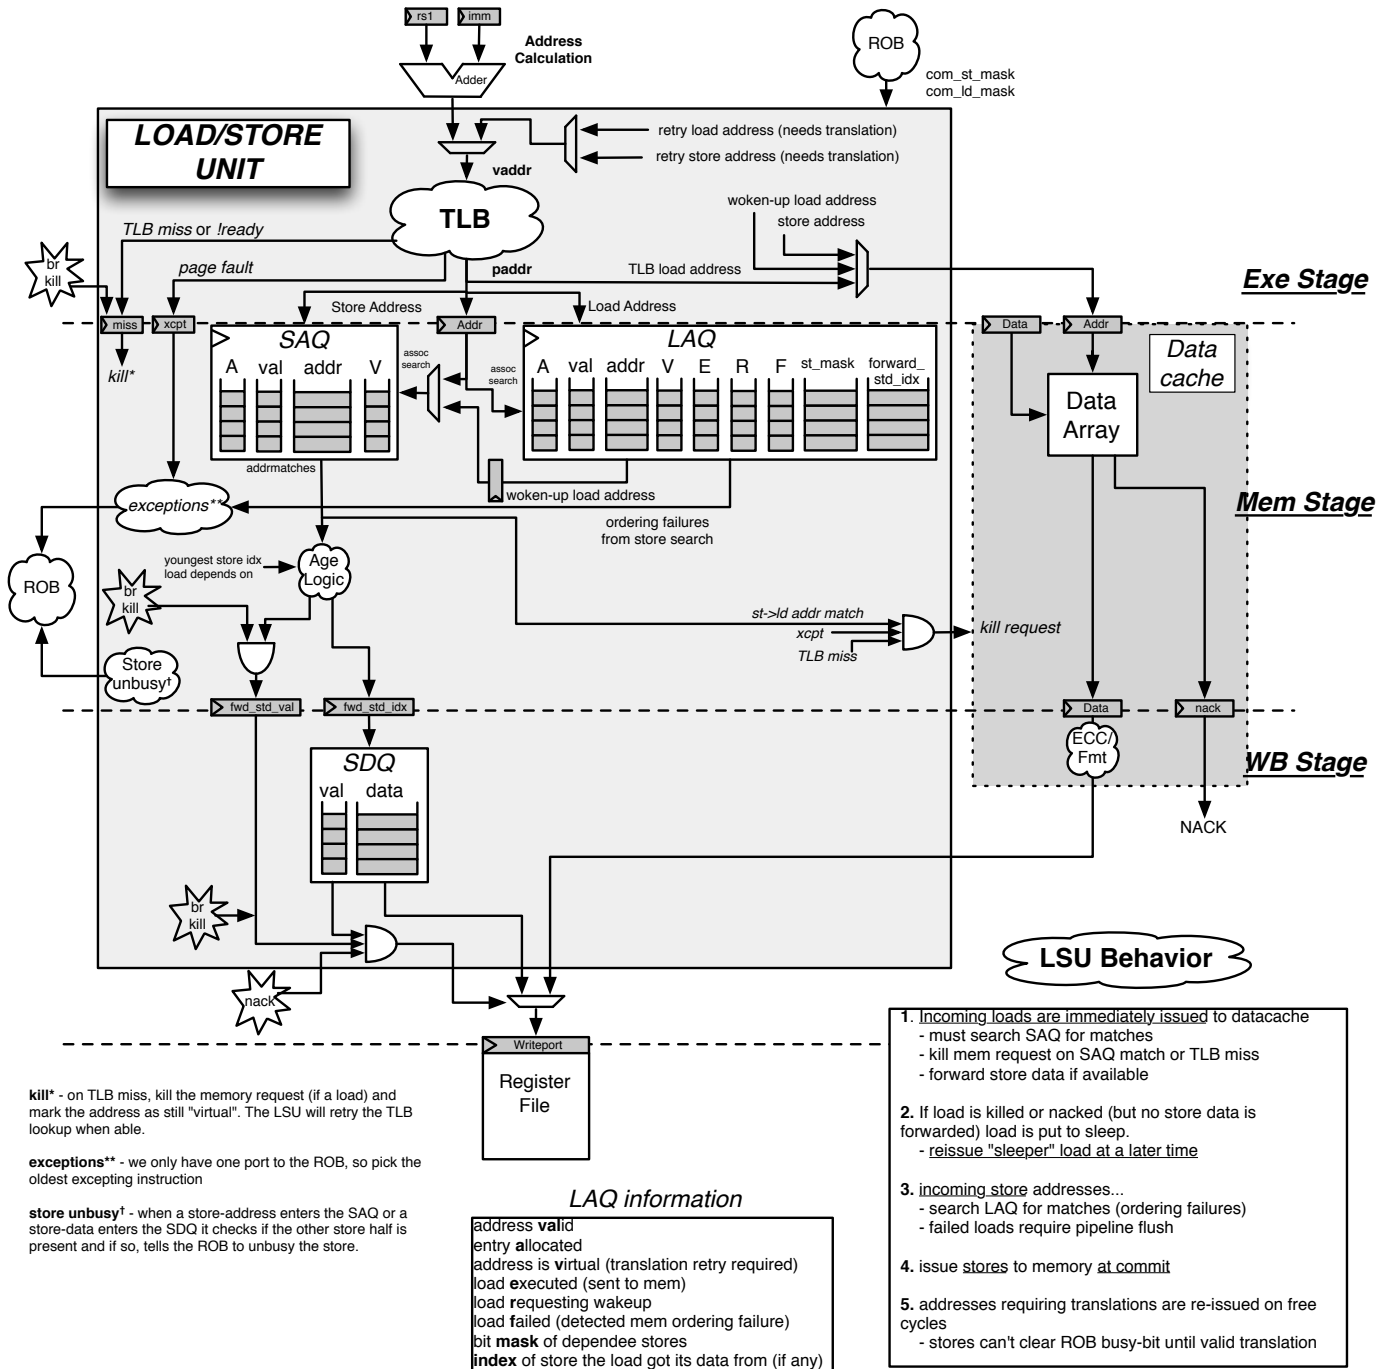 rs1
imm
Address
Calculation
Adder
ROB
com_st_mask
com_ld_mask
LOAD/STORE
UNIT
retry load address (needs translation)
retry store address (needs translation)
vaddr
TLB
woken-up load address
store address
TLB miss or !ready
br
kill
page fault
paddr
TLB load address
Exe Stage
Store Address
Load Address
miss
xcpt
Addr
Data
Addr
kill*
SAQ
A
val
addr
V
assoc
search
assoc
search
LAQ
A
val
addr
V
E
R
F
st_mask
forward_
std_idx
Data
cache
Data
Array
addrmatches
woken-up load address
exceptions**
ordering failures
from store search
Mem Stage
youngest store idx
load depends on
Age
Logic
ROB
br
kill
st->ld addr match
xcpt
TLB miss
kill request
Store
unbusy†
fwd_std_val
fwd_std_idx
Data
nack
ECC/
Fmt
WB Stage
SDQ
val
data
NACK
br
kill
nack
LSU Behavior
Writeport
Register
File
1. Incoming loads are immediately issued to datacache
- must search SAQ for matches
- kill mem request on SAQ match or TLB miss
- forward store data if available
2. If load is killed or nacked (but no store data is
forwarded) load is put to sleep.
- reissue "sleeper" load at a later time
3. incoming store addresses...
- search LAQ for matches (ordering failures)
- failed loads require pipeline flush
4. issue stores to memory at commit
5. addresses requiring translations are re-issued on free
cycles
- stores can't clear ROB busy-bit until valid translation
kill* - on TLB miss, kill the memory request (if a load) and
mark the address as still "virtual". The LSU will retry the TLB
lookup when able.
exceptions** - we only have one port to the ROB, so pick the
oldest excepting instruction
store unbusy† - when a store-address enters the SAQ or a
store-data enters the SDQ it checks if the other store half is
present and if so, tells the ROB to unbusy the store.
LAQ information
address valid
entry allocated
address is virtual (translation retry required)
load executed (sent to mem)
load requesting wakeup
load failed (detected mem ordering failure)
bit mask of dependee stores
index of store the load got its data from (if any)